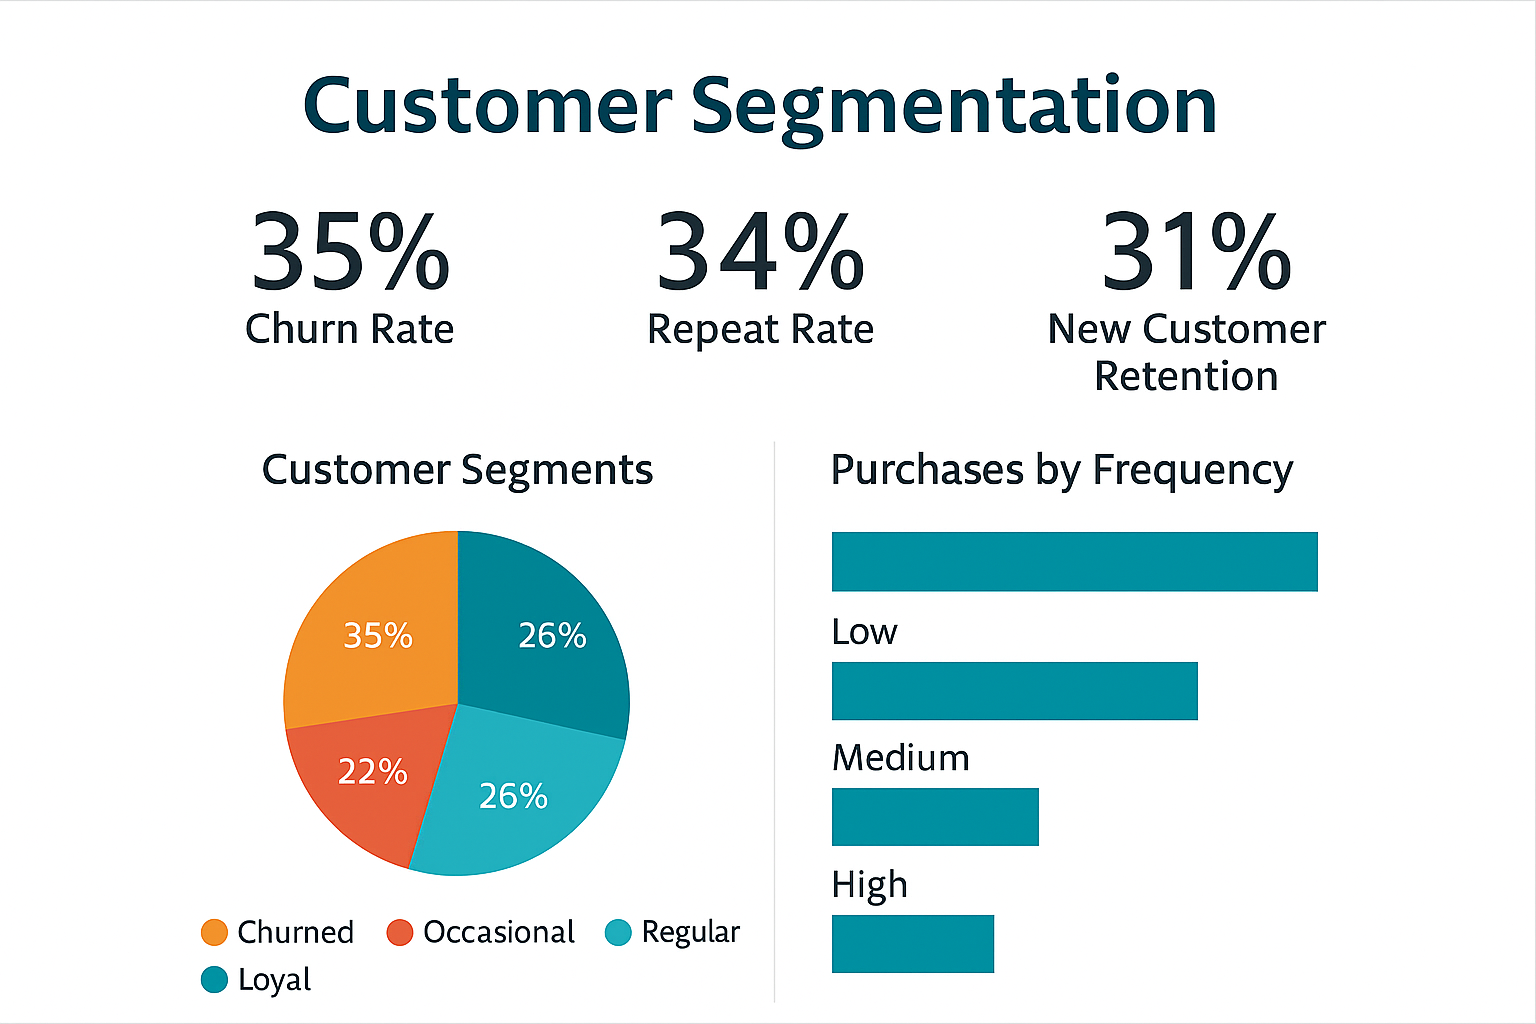 Customer Segmentation
35%
Churn Rate
34%
Repeat Rate
31%
New Customer
Retention
Customer Segments
35%
26%
22%
26%
Churned
Occasional
Regular
Loyal
Purchases by Frequency
Low
Medium
High